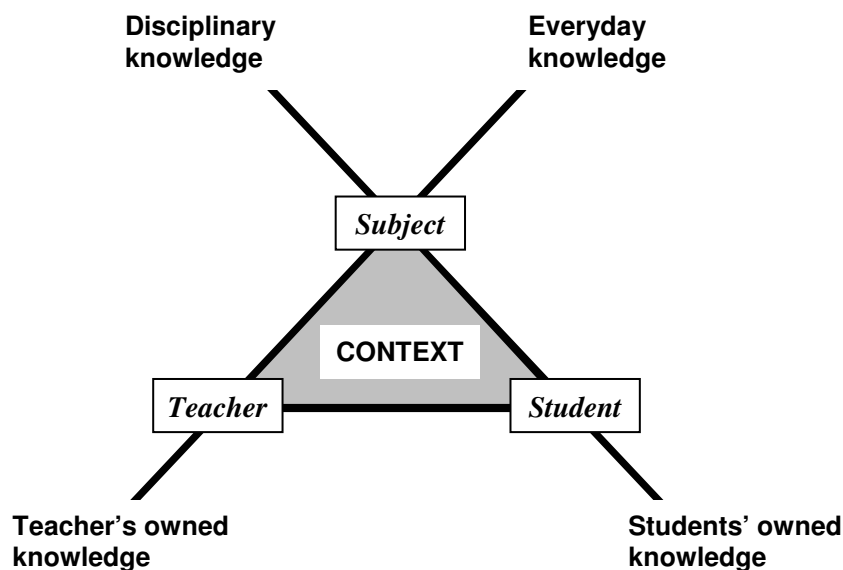 Disciplinary
knowledge
Everyday
knowledge
Subject
CONTEXT
Teacher
Student
Teacher’s owned
knowledge
Students’ owned
knowledge